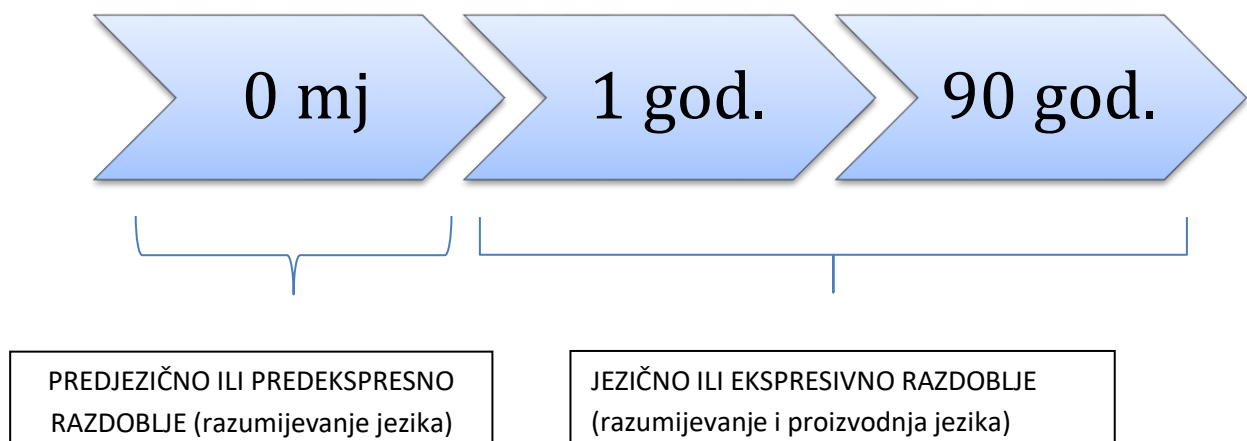 0 mj
1 god.
90 god.
PREDJEZIČNO ILI PREDEKSPRESNO
RAZDOBLJE (razumijevanje jezika)
JEZIČNO ILI EKSPRESIVNO RAZDOBLJE
(razumijevanje i proizvodnja jezika)